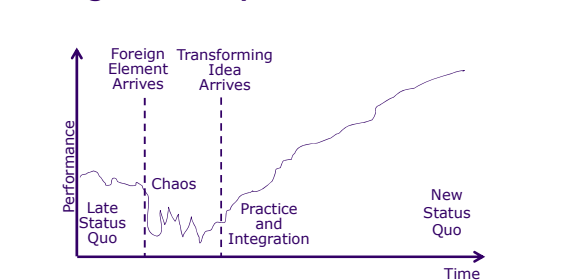 Foreign
Element
Arrives
Transforming
Idea
Arrives
Performance
Chaos
Late
Status
Quo
Practice
and
Integration
New
Status
Quo
Time